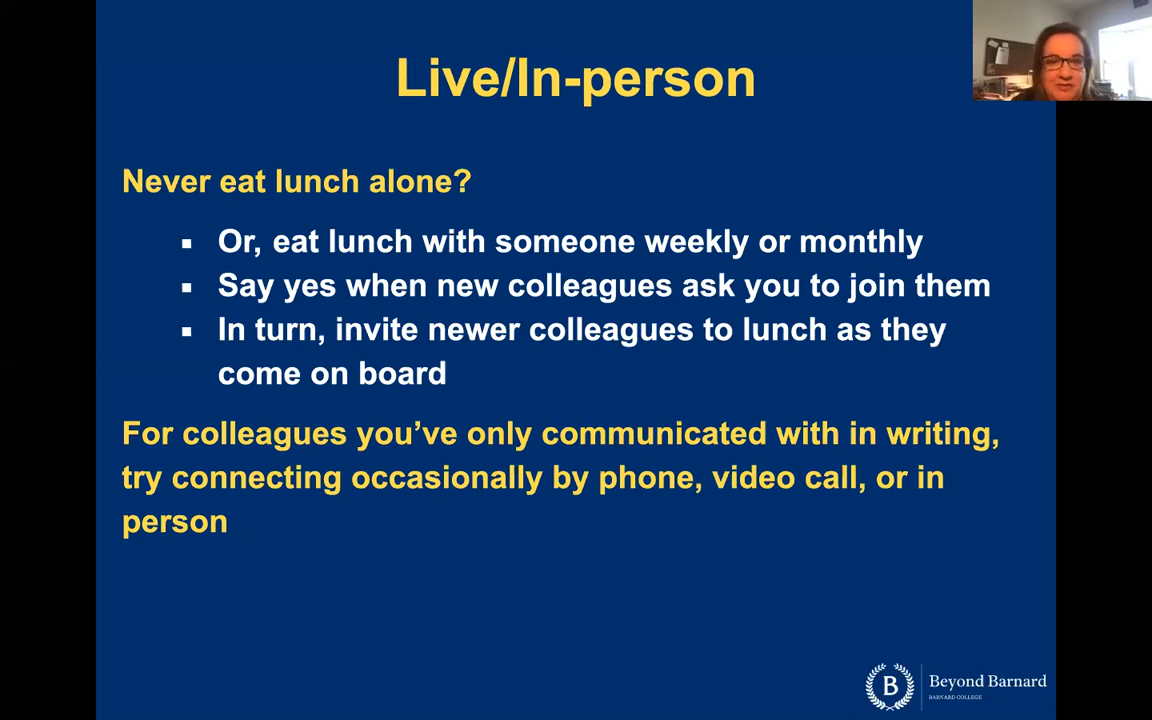 Live/In-person
Never eat lunch alone?
▪ Or, eat lunch with someone weekly or monthly
▪ Say yes when new colleagues ask you to join them
▪ In turn, invite newer colleagues to lunch as they
come on board
For colleagues you’ve only communicated with in writing,
try connecting occasionally by phone, video call, or in
person
B
Beyond Barnard
BARNARD COLLEGE